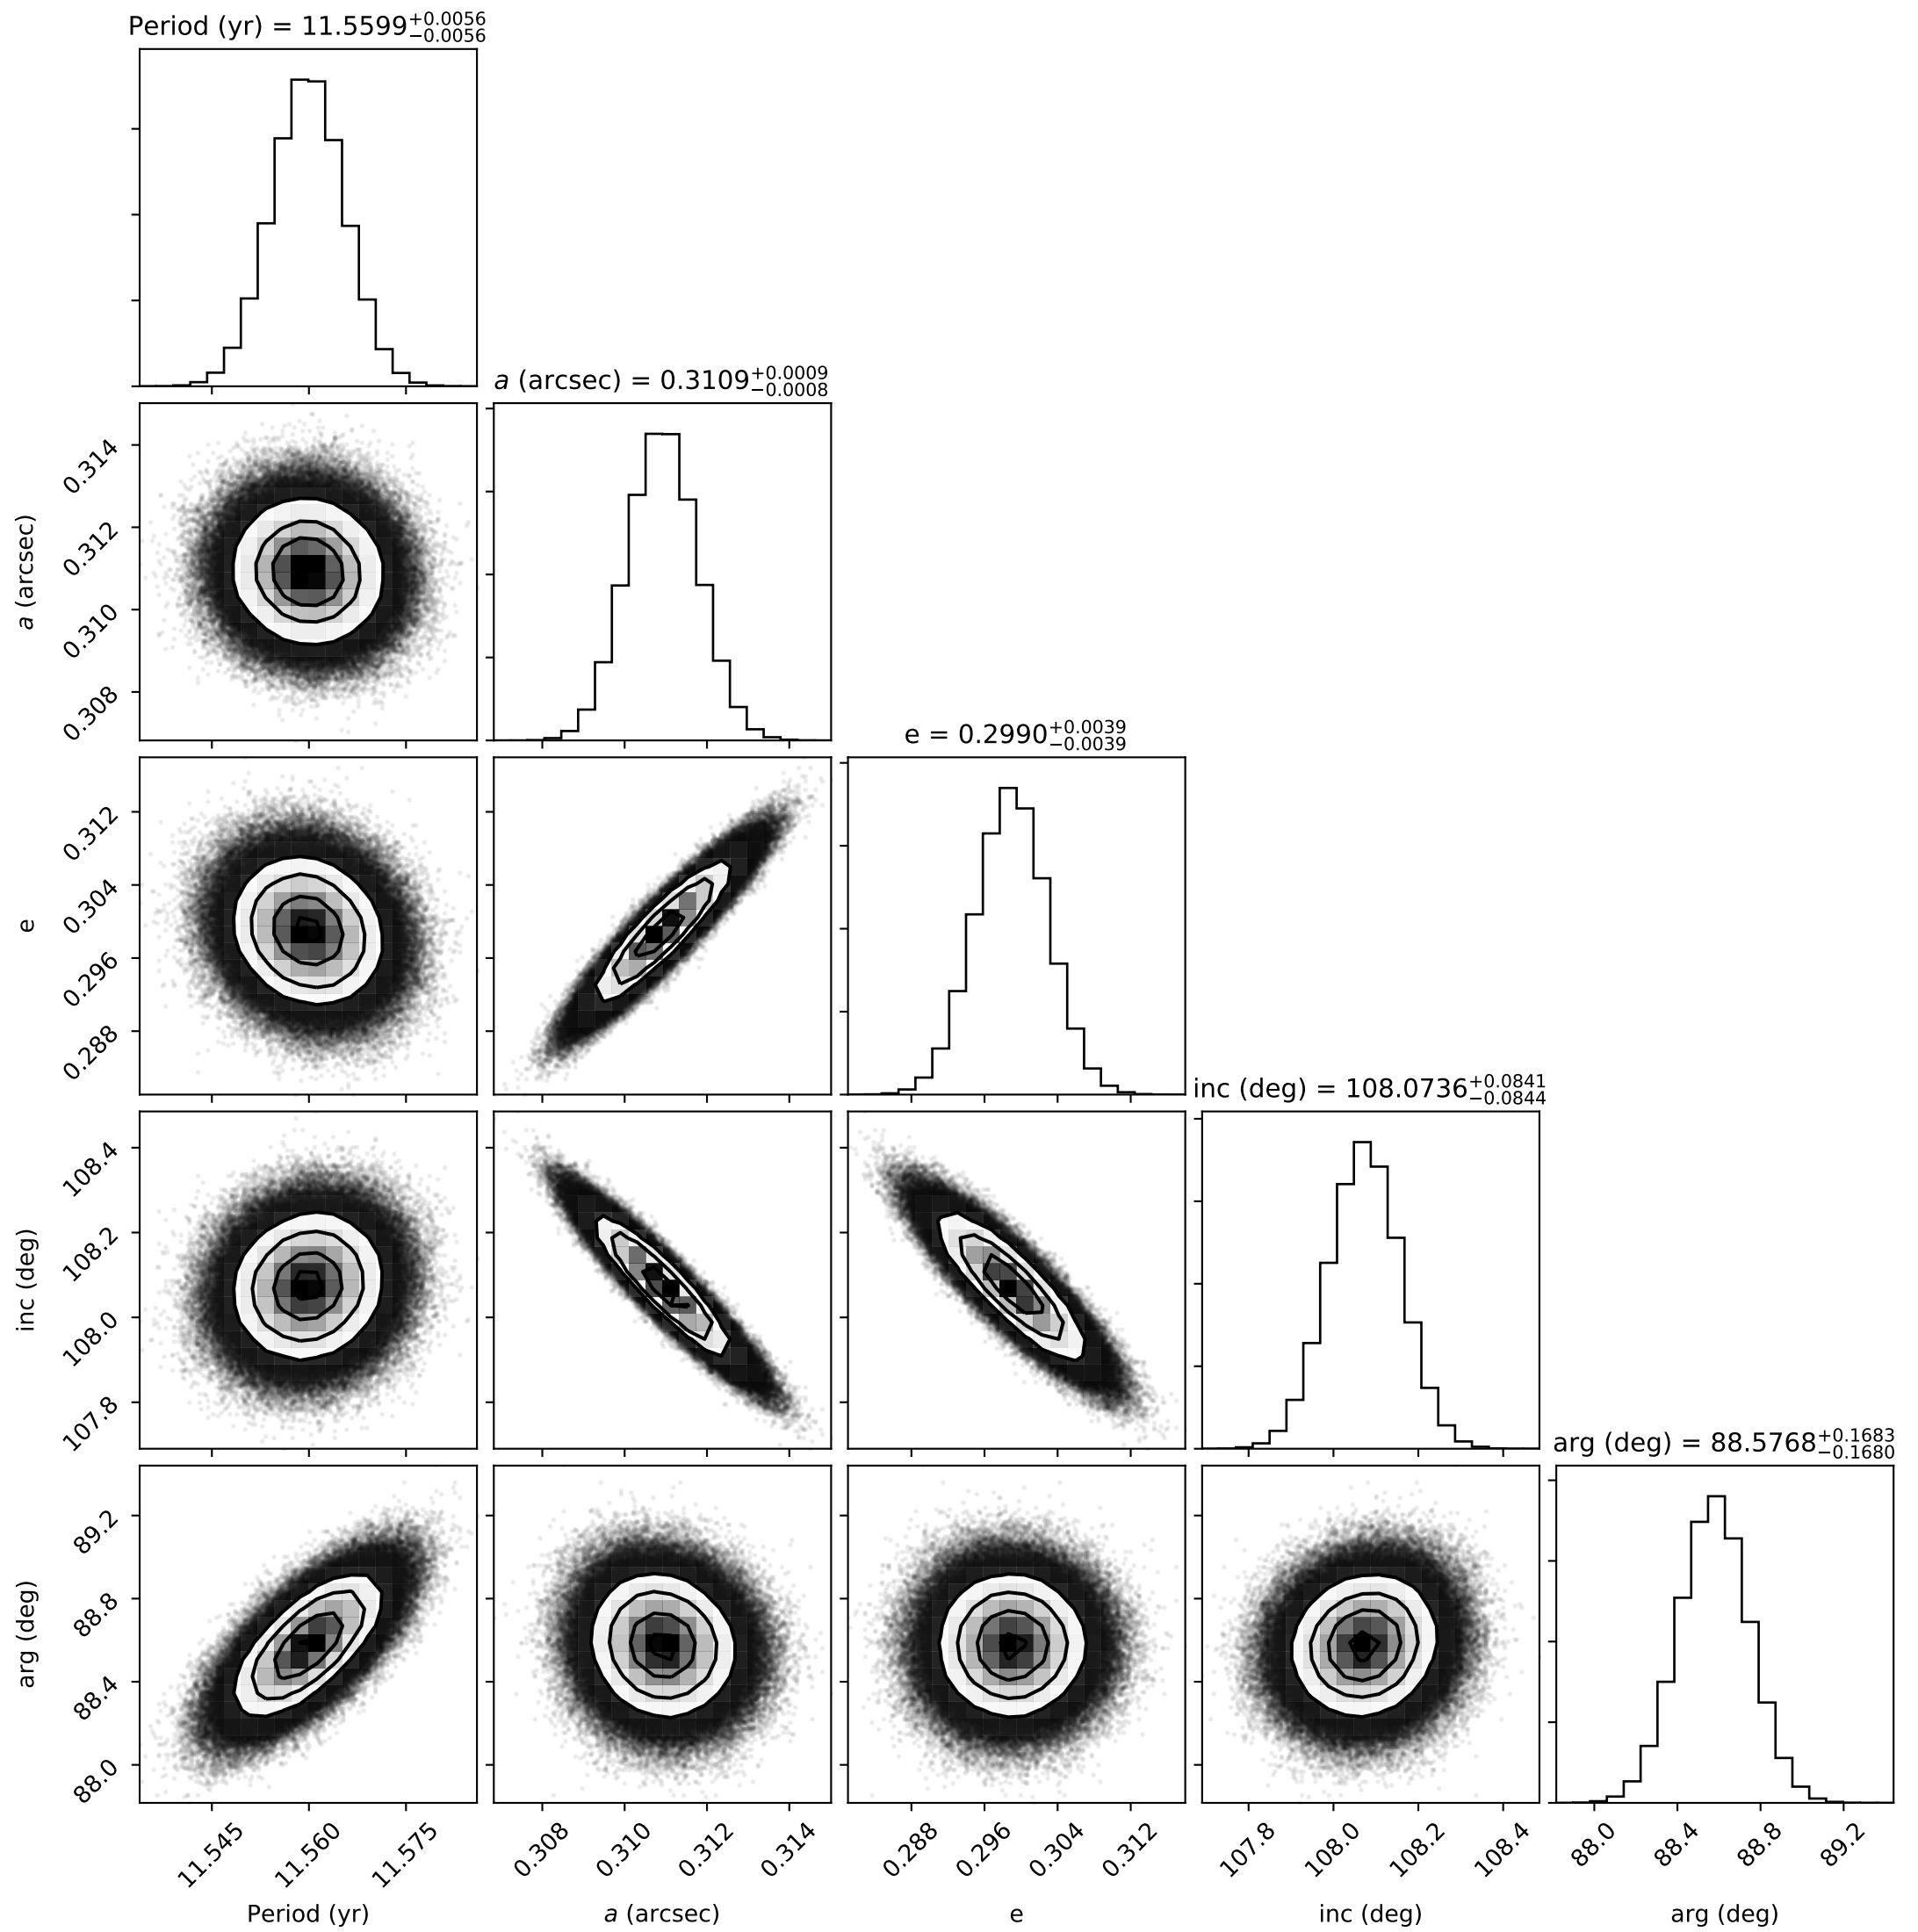 Period (yr) = 11.5599+0.0056−0.0056
a (arcsec) = 0.3109+0.0009−0.0008
0.314
0.312
0.310
0.308
a (arcsec)
e = 0.2990+0.0039−0.0039
0.312
0.304
0.296
0.288
e
inc (deg) = 108.0736+0.0841−0.0844
108.4
108.2
108.0
107.8
inc (deg)
arg (deg) = 88.5768+0.1683−0.1680
89.2
88.8
88.4
88.0
arg (deg)
11.545 11.560 11.575 0.308 0.310 0.312 0.314 0.288 0.296 0.304 0.312 107.8 108.0 108.2 108.4 88.0 88.4 88.8 89.2
Period (yr) a (arcsec) e inc (deg) arg (deg)